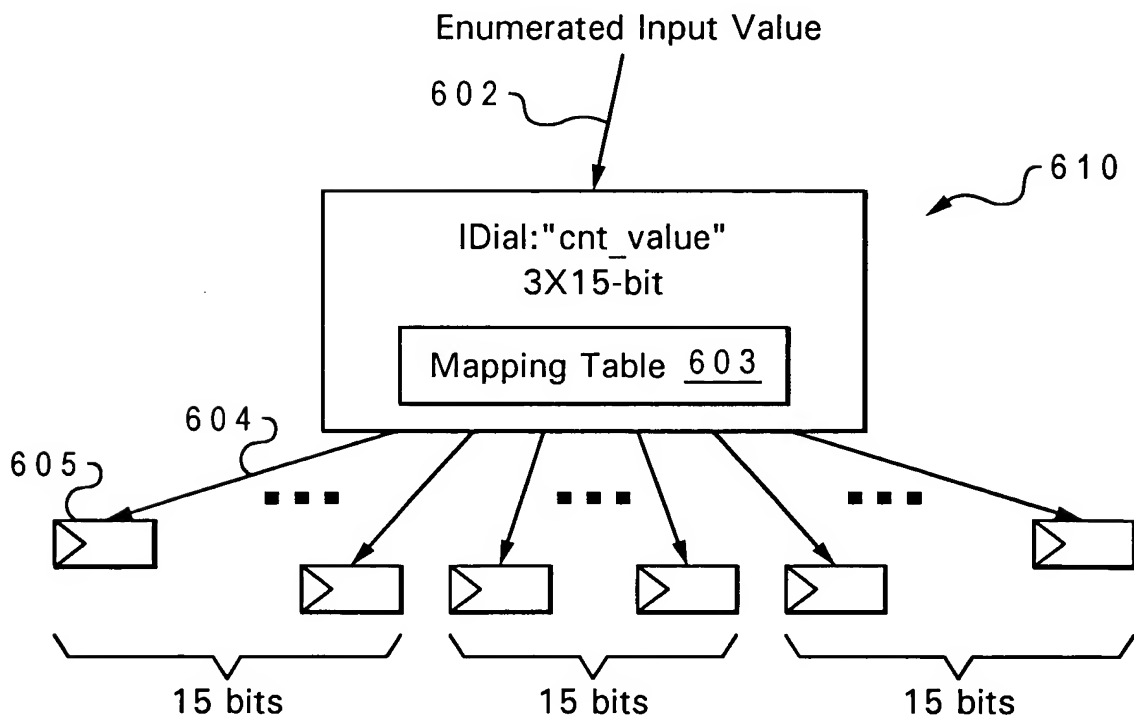 Enumerated Input Value
602
610
IDial:"cnt_value"
3X15-bit
Mapping Table 603
604
605
15 bits
15 bits
15 bits